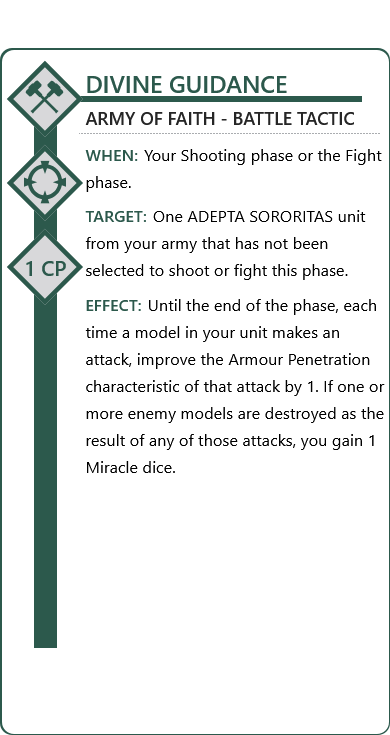 DIVINE GUIDANCE
ARMY OF FAITH - BATTLE TACTIC
WHEN: Your Shooting phase or the Fight
phase.
TARGET: One ADEPTA SORORITAS unit
from your army that has not been
selected to shoot or fight this phase.
1 CP
EFFECT: Until the end of the phase, each
time a model in your unit makes an
attack, improve the Armour Penetration
characteristic of that attack by 1. If one or
more enemy models are destroyed as the
result of any of those attacks, you gain 1
Miracle dice.